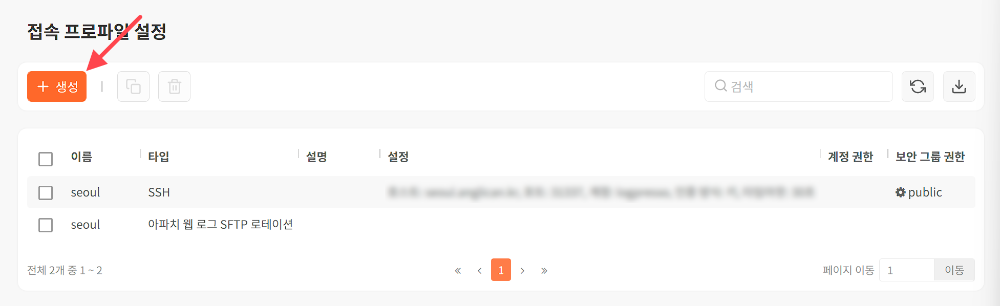 접속 프로파일 설정
생성
검색
이름 타입 설명 설정 계정 권한 보안 그룹 권한
seoul SSH public
seoul 아파치 웹 로그 SFTP 로테이션
전체 2개 중 1 ~ 2 « ‹ 1 › » 페이지 이동 1 이동